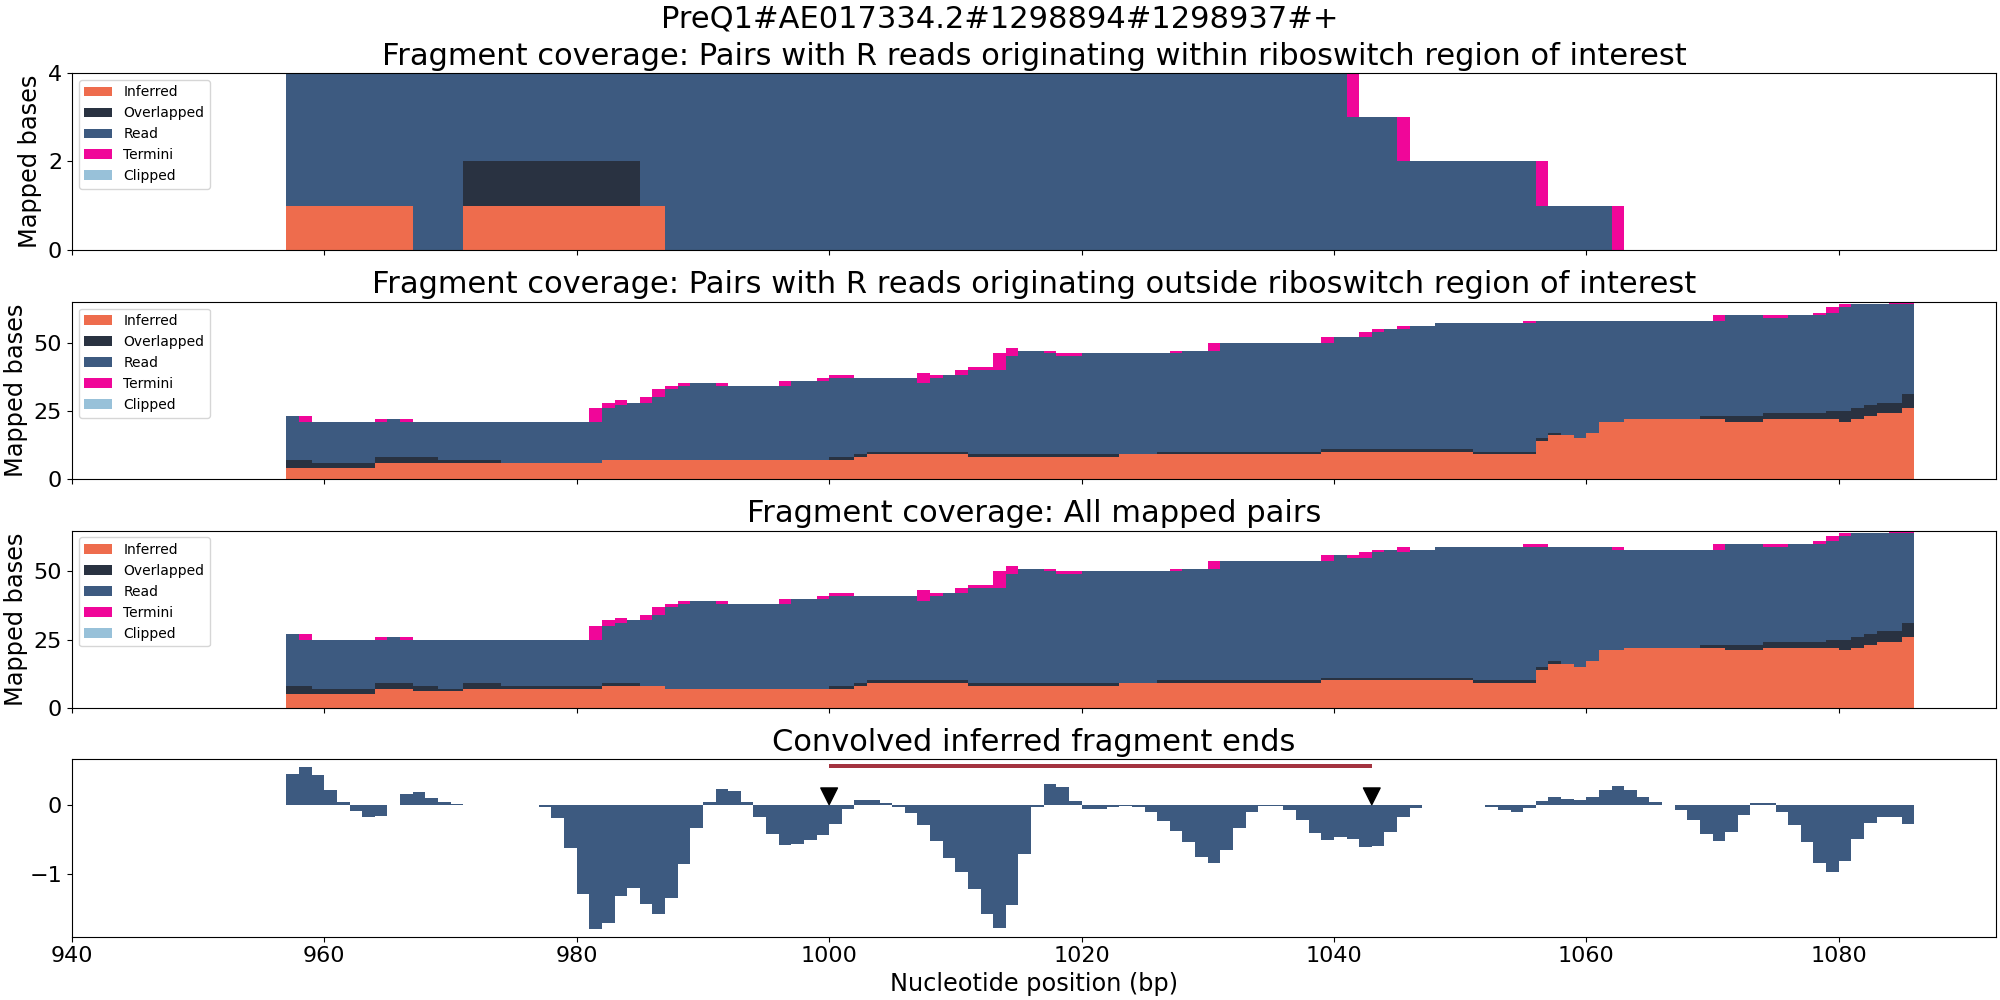 PreQ1#AE017334.2#1298894#1298937#+
Fragment coverage: Pairs with R reads originating within riboswitch region of interest
Mapped bases
4
2
0
Inferred
Overlapped
Read
Termini
Clipped
Fragment coverage: Pairs with R reads originating outside riboswitch region of interest
Mapped bases
50
25
0
Inferred
Overlapped
Read
Termini
Clipped
Fragment coverage: All mapped pairs
Mapped bases
50
25
0
Inferred
Overlapped
Read
Termini
Clipped
Convolved inferred fragment ends
0
−1
940 960 980 1000 1020 1040 1060 1080
Nucleotide position (bp)